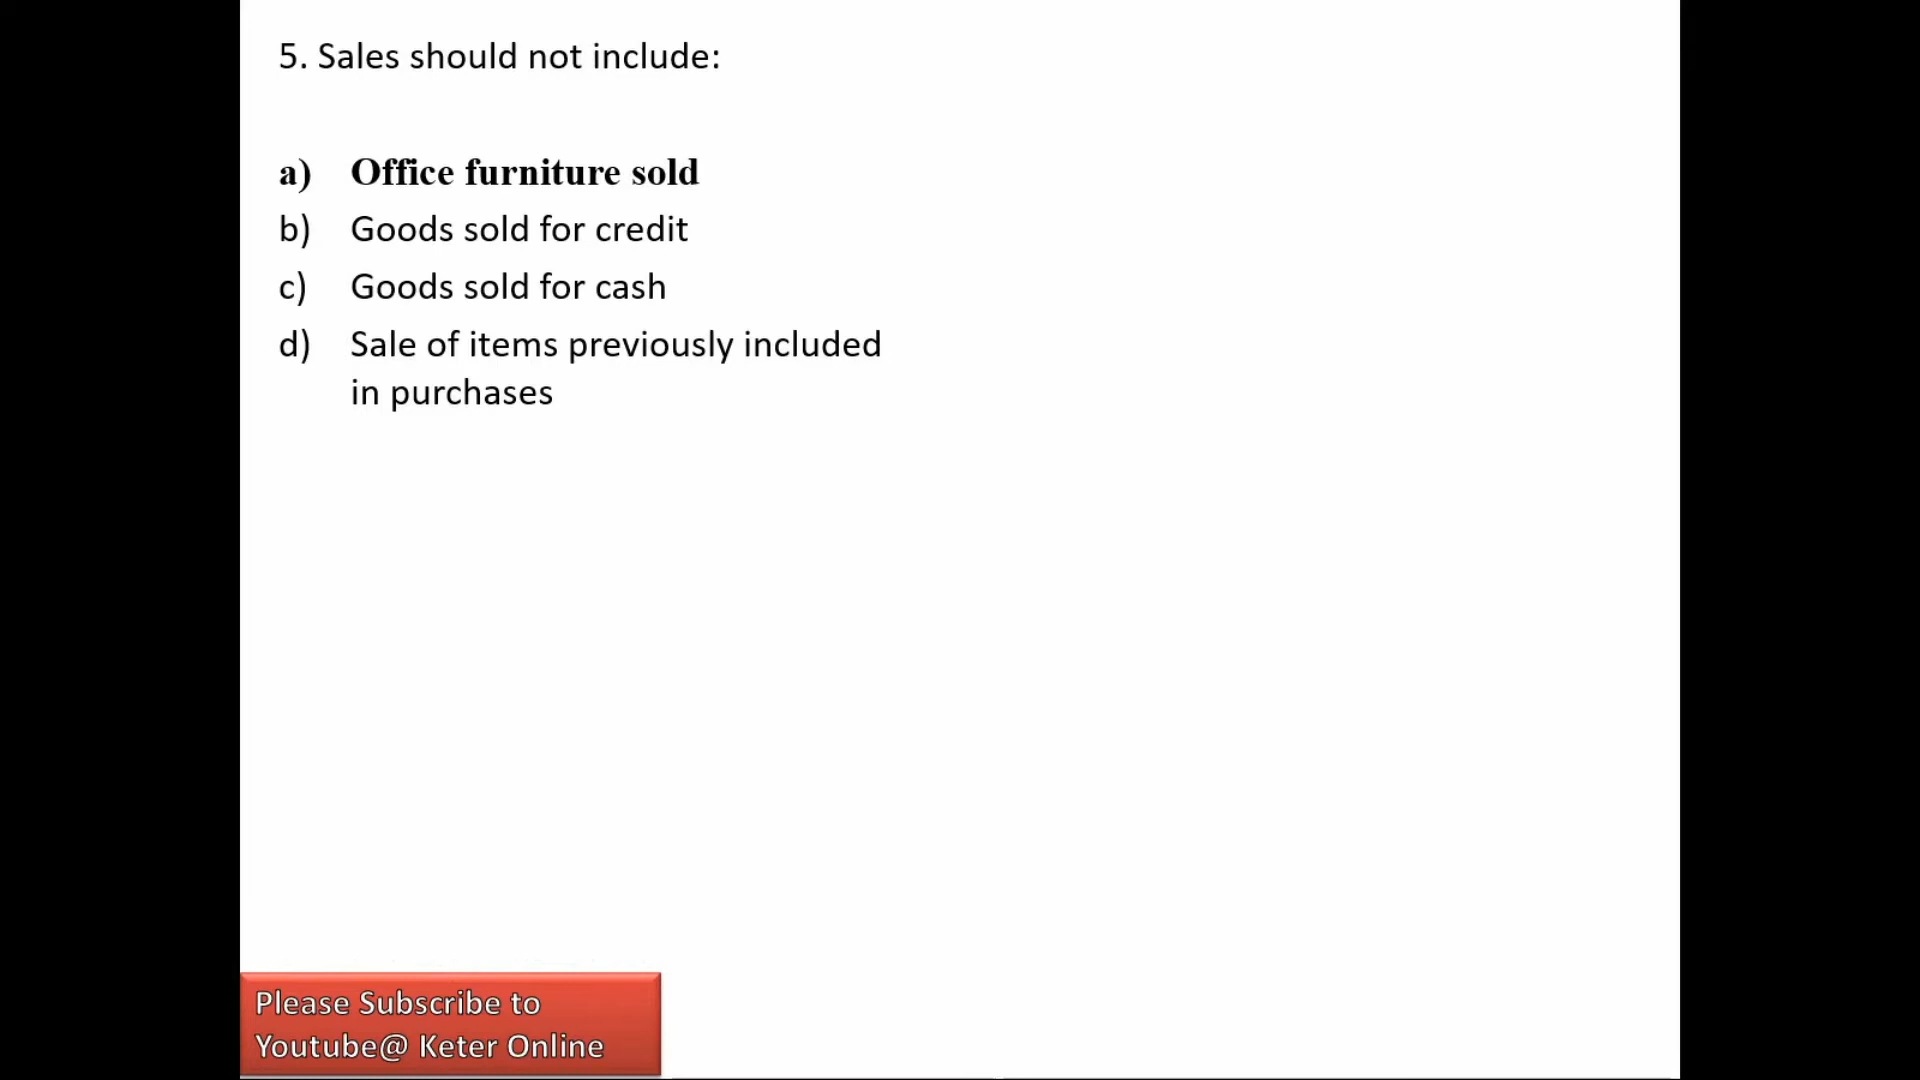 5. Sales should not include:
a) Office furniture sold
b) Goods sold for credit
c) Goods sold for cash
d) Sale of items previously included
in purchases
Please Subscribe to
Youtube@ Keter Online